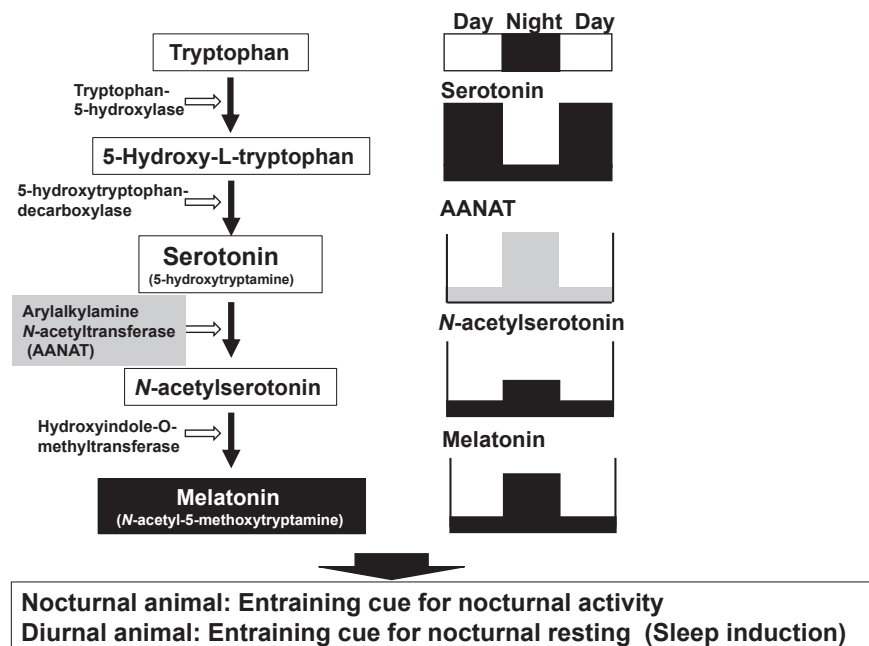 Tryptophan
Tryptophan-
5-hydroxylase
5-Hydroxy-L-tryptophan
5-hydroxytryptophan-
decarboxylase
Serotonin
(5-hydroxytryptamine)
Arylalkylamine
N-acetyltransferase
(AANAT)
N-acetylserotonin
Hydroxyindole-O-
methyltransferase
Melatonin
(N-acetyl-5-methoxytryptamine)
Day Night Day
Serotonin
AANAT
N-acetylserotonin
Melatonin
Nocturnal animal: Entraining cue for nocturnal activity
Diurnal animal: Entraining cue for nocturnal resting (Sleep induction)